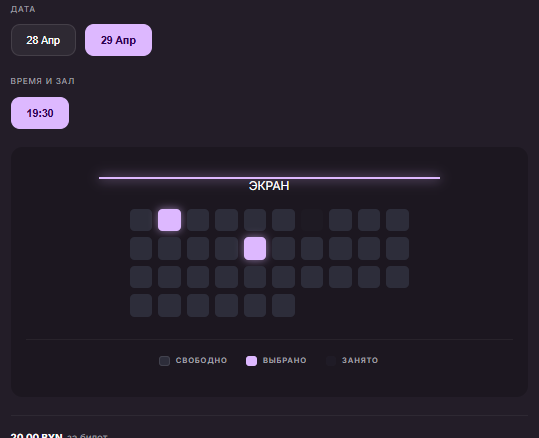 ДАТА
28 Апр 29 Апр
ВРЕМЯ И ЗАЛ
19:30
ЭКРАН
СВОБОДНО ВЫБРАНО ЗАНЯТО
20.00 BYN за билет